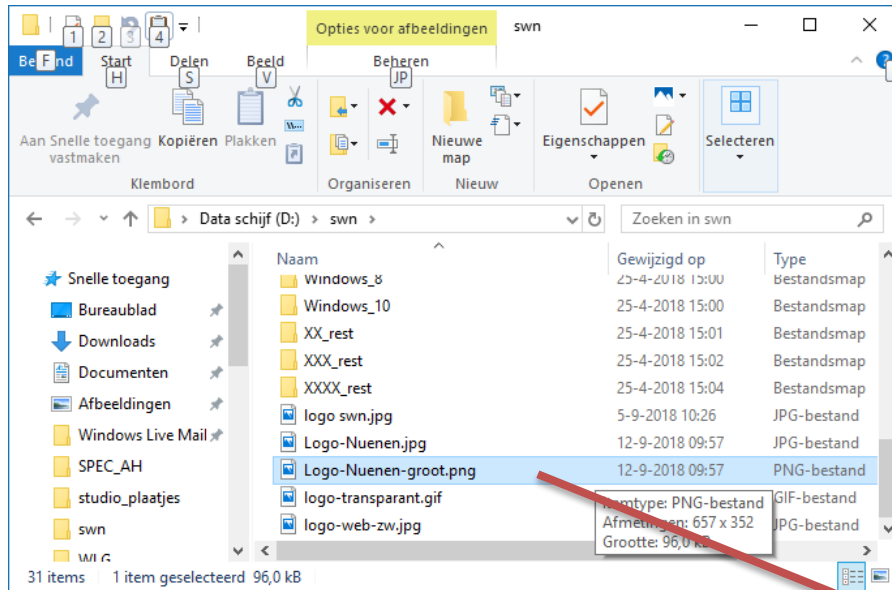 1 2 3 4
Opties voor afbeeldingen swn
Start Delen Beeld Beheren
F H S V JP
Aan Snelle toegang vastmaken
Kopiëren Plakken
Nieuwe map
Eigenschappen
Selecteren
Klembord Organiseren Nieuw Openen
Data schijf (D:) > swn >
Zoeken in swn
Naam Gewijzigd op Type
Snelle toegang
Bureaublad
Downloads
Documenten
Afbeeldingen
Windows Live Mail
SPEC_AH
studio_plaatjes
swn
WLG
Windows_8 25-4-2018 15:00 Bestandsmap
Windows_10 25-4-2018 15:00 Bestandsmap
XX_rest 25-4-2018 15:01 Bestandsmap
XXX_rest 25-4-2018 15:02 Bestandsmap
XXXX_rest 25-4-2018 15:04 Bestandsmap
logo swn.jpg 5-9-2018 10:26 JPG-bestand
Logo-Nuenen.jpg 12-9-2018 09:57 JPG-bestand
Logo-Nuenen-groot.png 12-9-2018 09:57 PNG-bestand
logo-transparant.gif GIF-bestand
logo-web-zw.jpg JPG-bestand
PNG-bestand
Afmetingen: 657 x 352
Grootte: 96,0 kB
31 items 1 item geselecteerd 96,0 kB